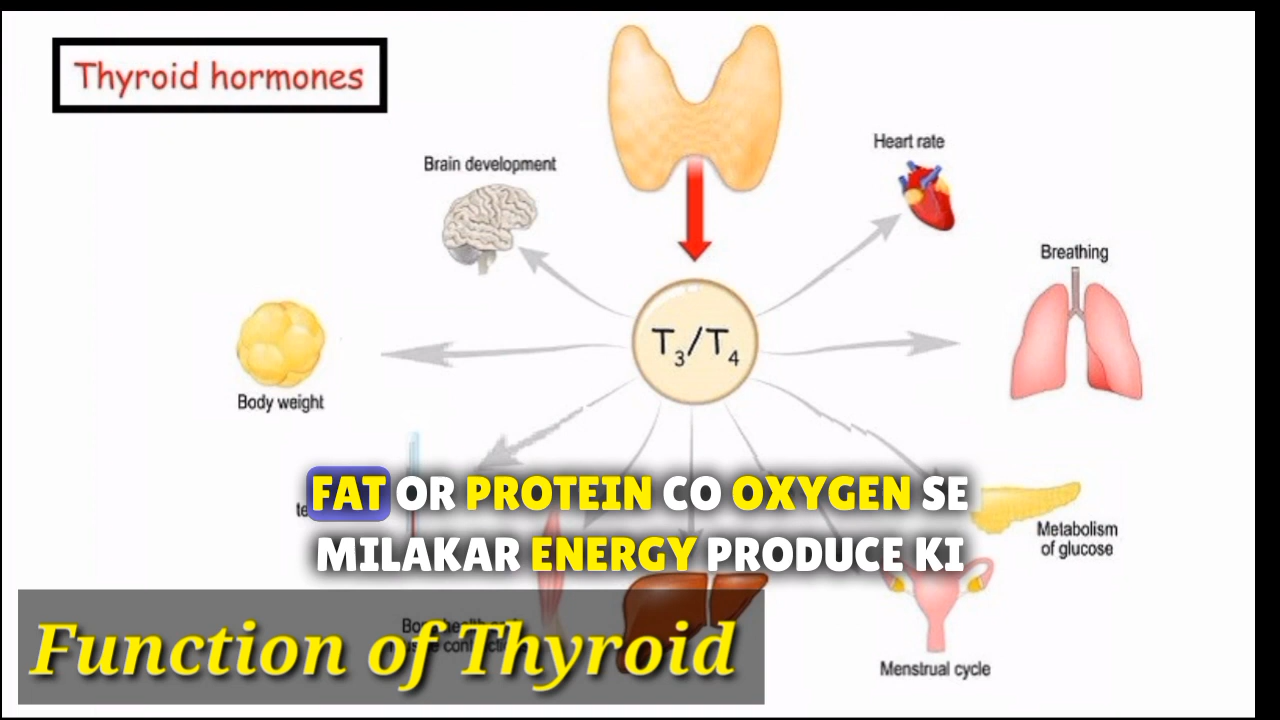 Thyroid hormones
Heart rate
Brain development
Breathing
T3/T4
Body weight
FAT OR PROTEIN CO OXYGEN SE
MILAKAR ENERGY PRODUCE KI
Metabolism
of glucose
Function of Thyroid
Menstrual cycle